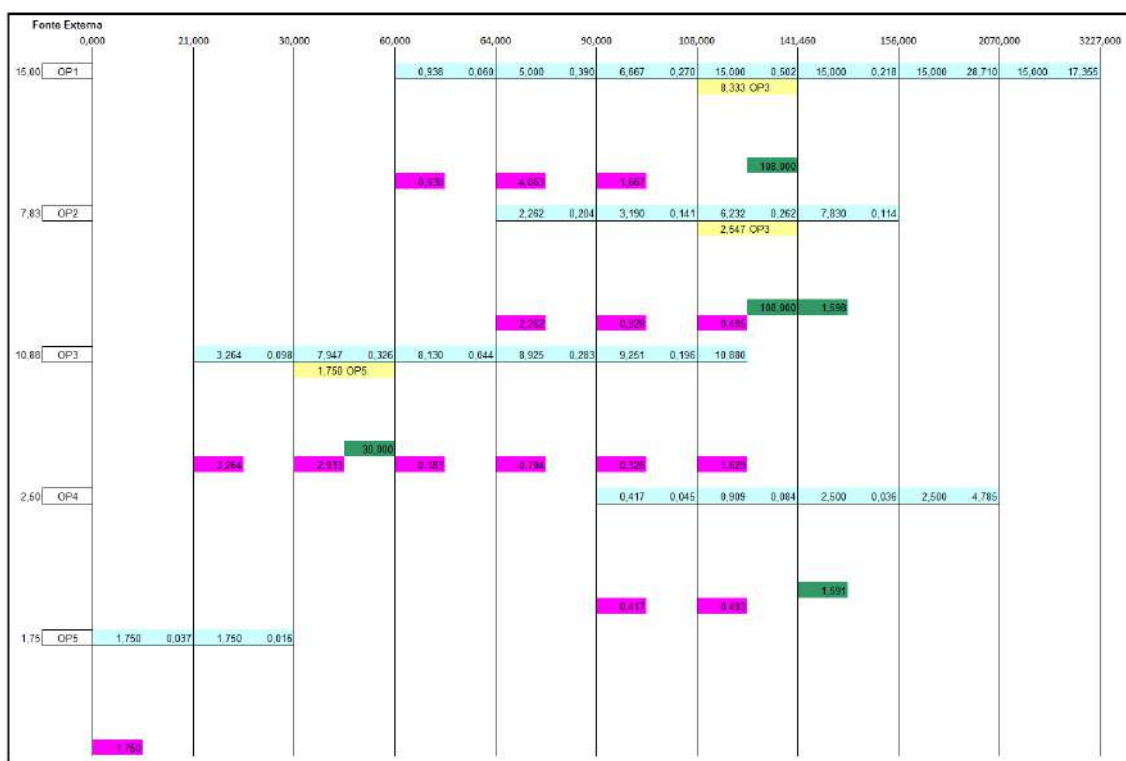 Fonte Externa
0,000 21,000 30,000 60,000 64,000 90,000 108,000 141,460 156,000 2070,000 3227,000
15,00 OP1 0,938 0,060 5,000 0,390 6,667 0,270 15,000 0,502 15,000 0,218 15,000 28,710 15,000 17,355
8,333 OP3
108,000
0,938 4,063 1,667
7,83 OP2 2,262 0,204 3,190 0,141 6,232 0,262 7,830 0,114
2,547 OP3
108,000 1,598
2,262 0,928 0,495
10,88 OP3 3,264 0,098 7,947 0,326 8,130 0,044 8,925 0,283 9,251 0,196 10,880
1,750 OP5
30,000
3,264 2,933 0,183 0,794 0,326 1,629
2,50 OP4 0,417 0,045 0,909 0,084 2,500 0,036 2,500 4,785
1,591
0,417 0,493
1,75 OP5 1,750 0,037 1,750 0,016
1,750